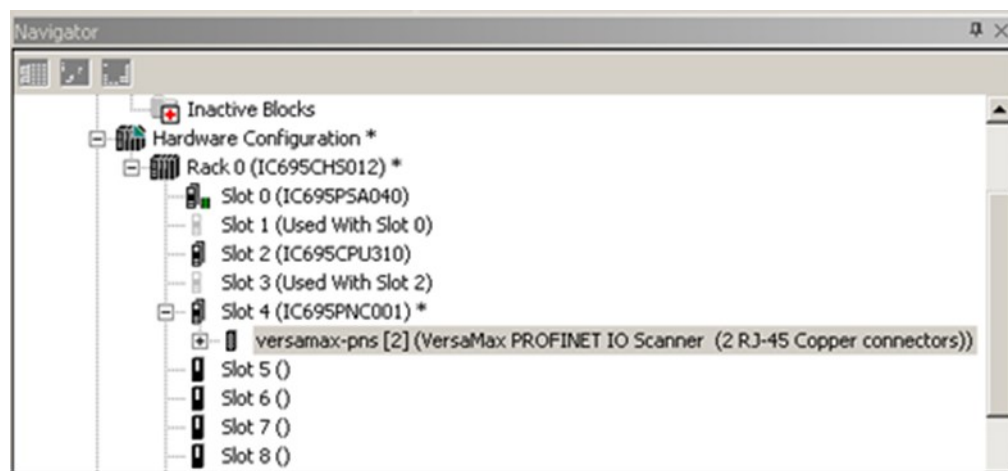 Navigator
Inactive Blocks
Hardware Configuration *
Rack 0 (IC695CHS012) *
Slot 0 (IC695PSA040)
Slot 1 (Used With Slot 0)
Slot 2 (IC695CPU310)
Slot 3 (Used With Slot 2)
Slot 4 (IC695PNC001) *
versamax-pns [2] (VersaMax PROFINET IO Scanner (2 RJ-45 Copper connectors))
Slot 5 ()
Slot 6 ()
Slot 7 ()
Slot 8 ()